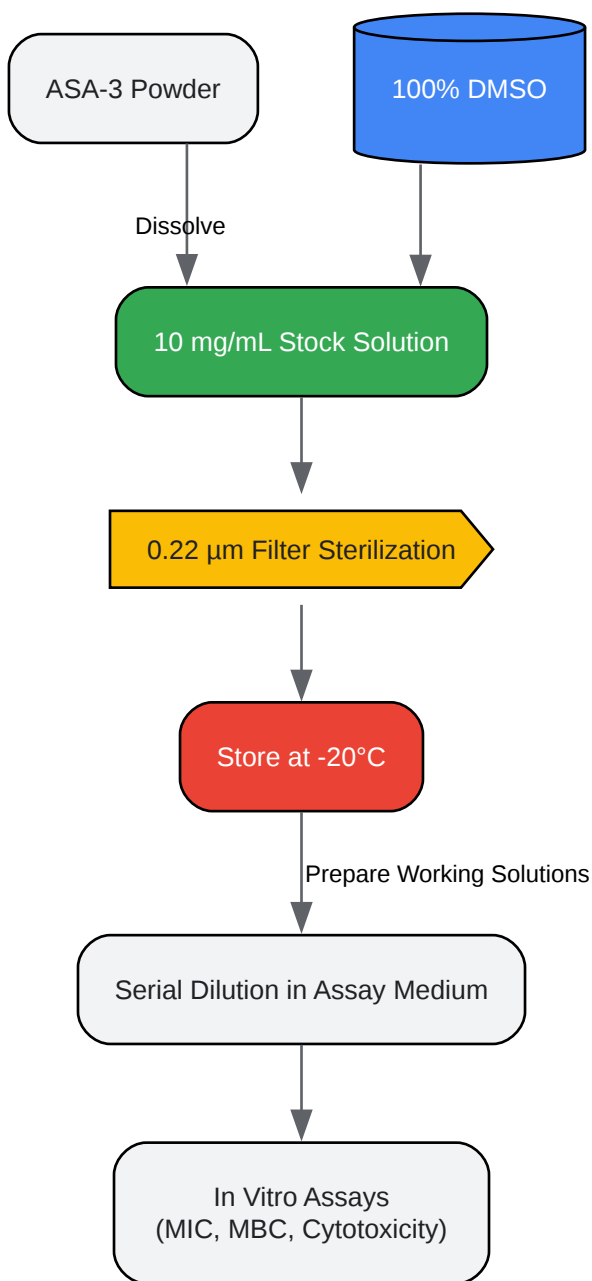 ASA-3 Powder
100% DMSO
Dissolve
10 mg/mL Stock Solution
0.22 µm Filter Sterilization
Store at -20°C
Prepare Working Solutions
Serial Dilution in Assay Medium
In Vitro Assays
(MIC, MBC, Cytotoxicity)